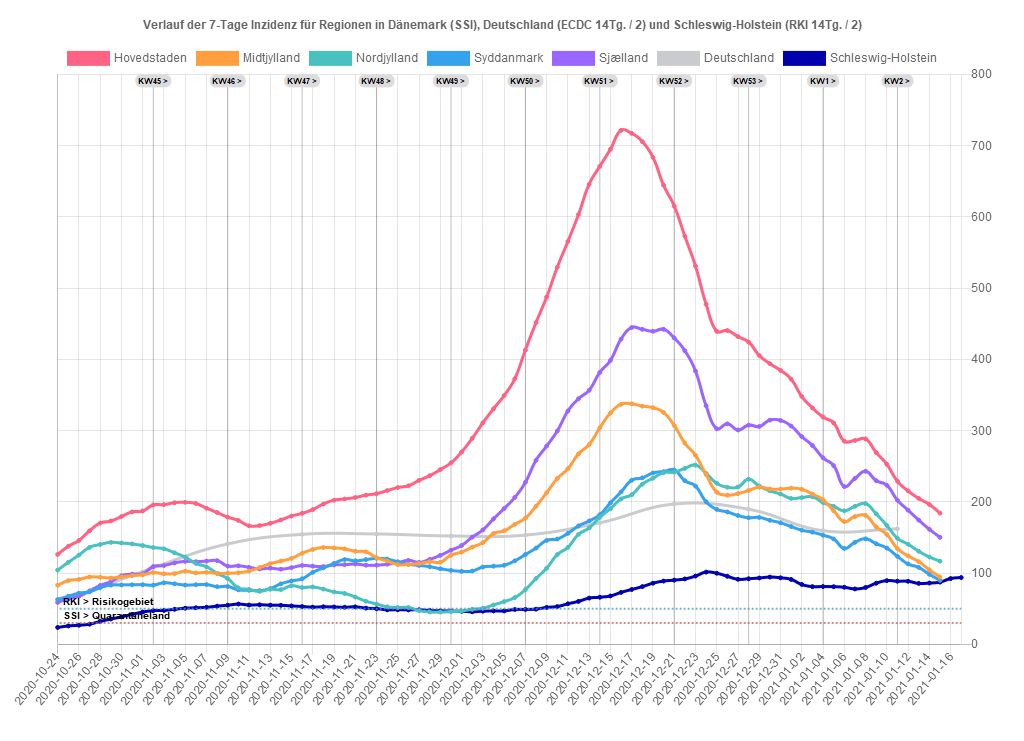 Verlauf der 7-Tage Inzidenz für Regionen in Dänemark (SSI), Deutschland (ECDC 14Tg. / 2) und Schleswig-Holstein (RKI 14Tg. / 2)
Hovedstaden Midtjylland Nordjylland Syddanmark Sjælland Deutschland Schleswig-Holstein
KW45 > KW46 > KW47 > KW48 > KW49 > KW50 > KW51 > KW52 > KW53 > KW1 > KW2 >
800
700
600
500
400
300
200
100
0
RKI > Risikogebiet
SSI > Quarantäneland
2020-10-24 2020-10-26 2020-10-28 2020-10-30 2020-11-01 2020-11-03 2020-11-05 2020-11-07 2020-11-09 2020-11-11 2020-11-13 2020-11-15 2020-11-17 2020-11-19 2020-11-21 2020-11-23 2020-11-25 2020-11-27 2020-11-29 2020-12-01 2020-12-03 2020-12-05 2020-12-07 2020-12-09 2020-12-11 2020-12-13 2020-12-15 2020-12-17 2020-12-19 2020-12-21 2020-12-23 2020-12-25 2020-12-27 2020-12-29 2020-12-31 2021-01-02 2021-01-04 2021-01-06 2021-01-08 2021-01-10 2021-01-12 2021-01-14 2021-01-16